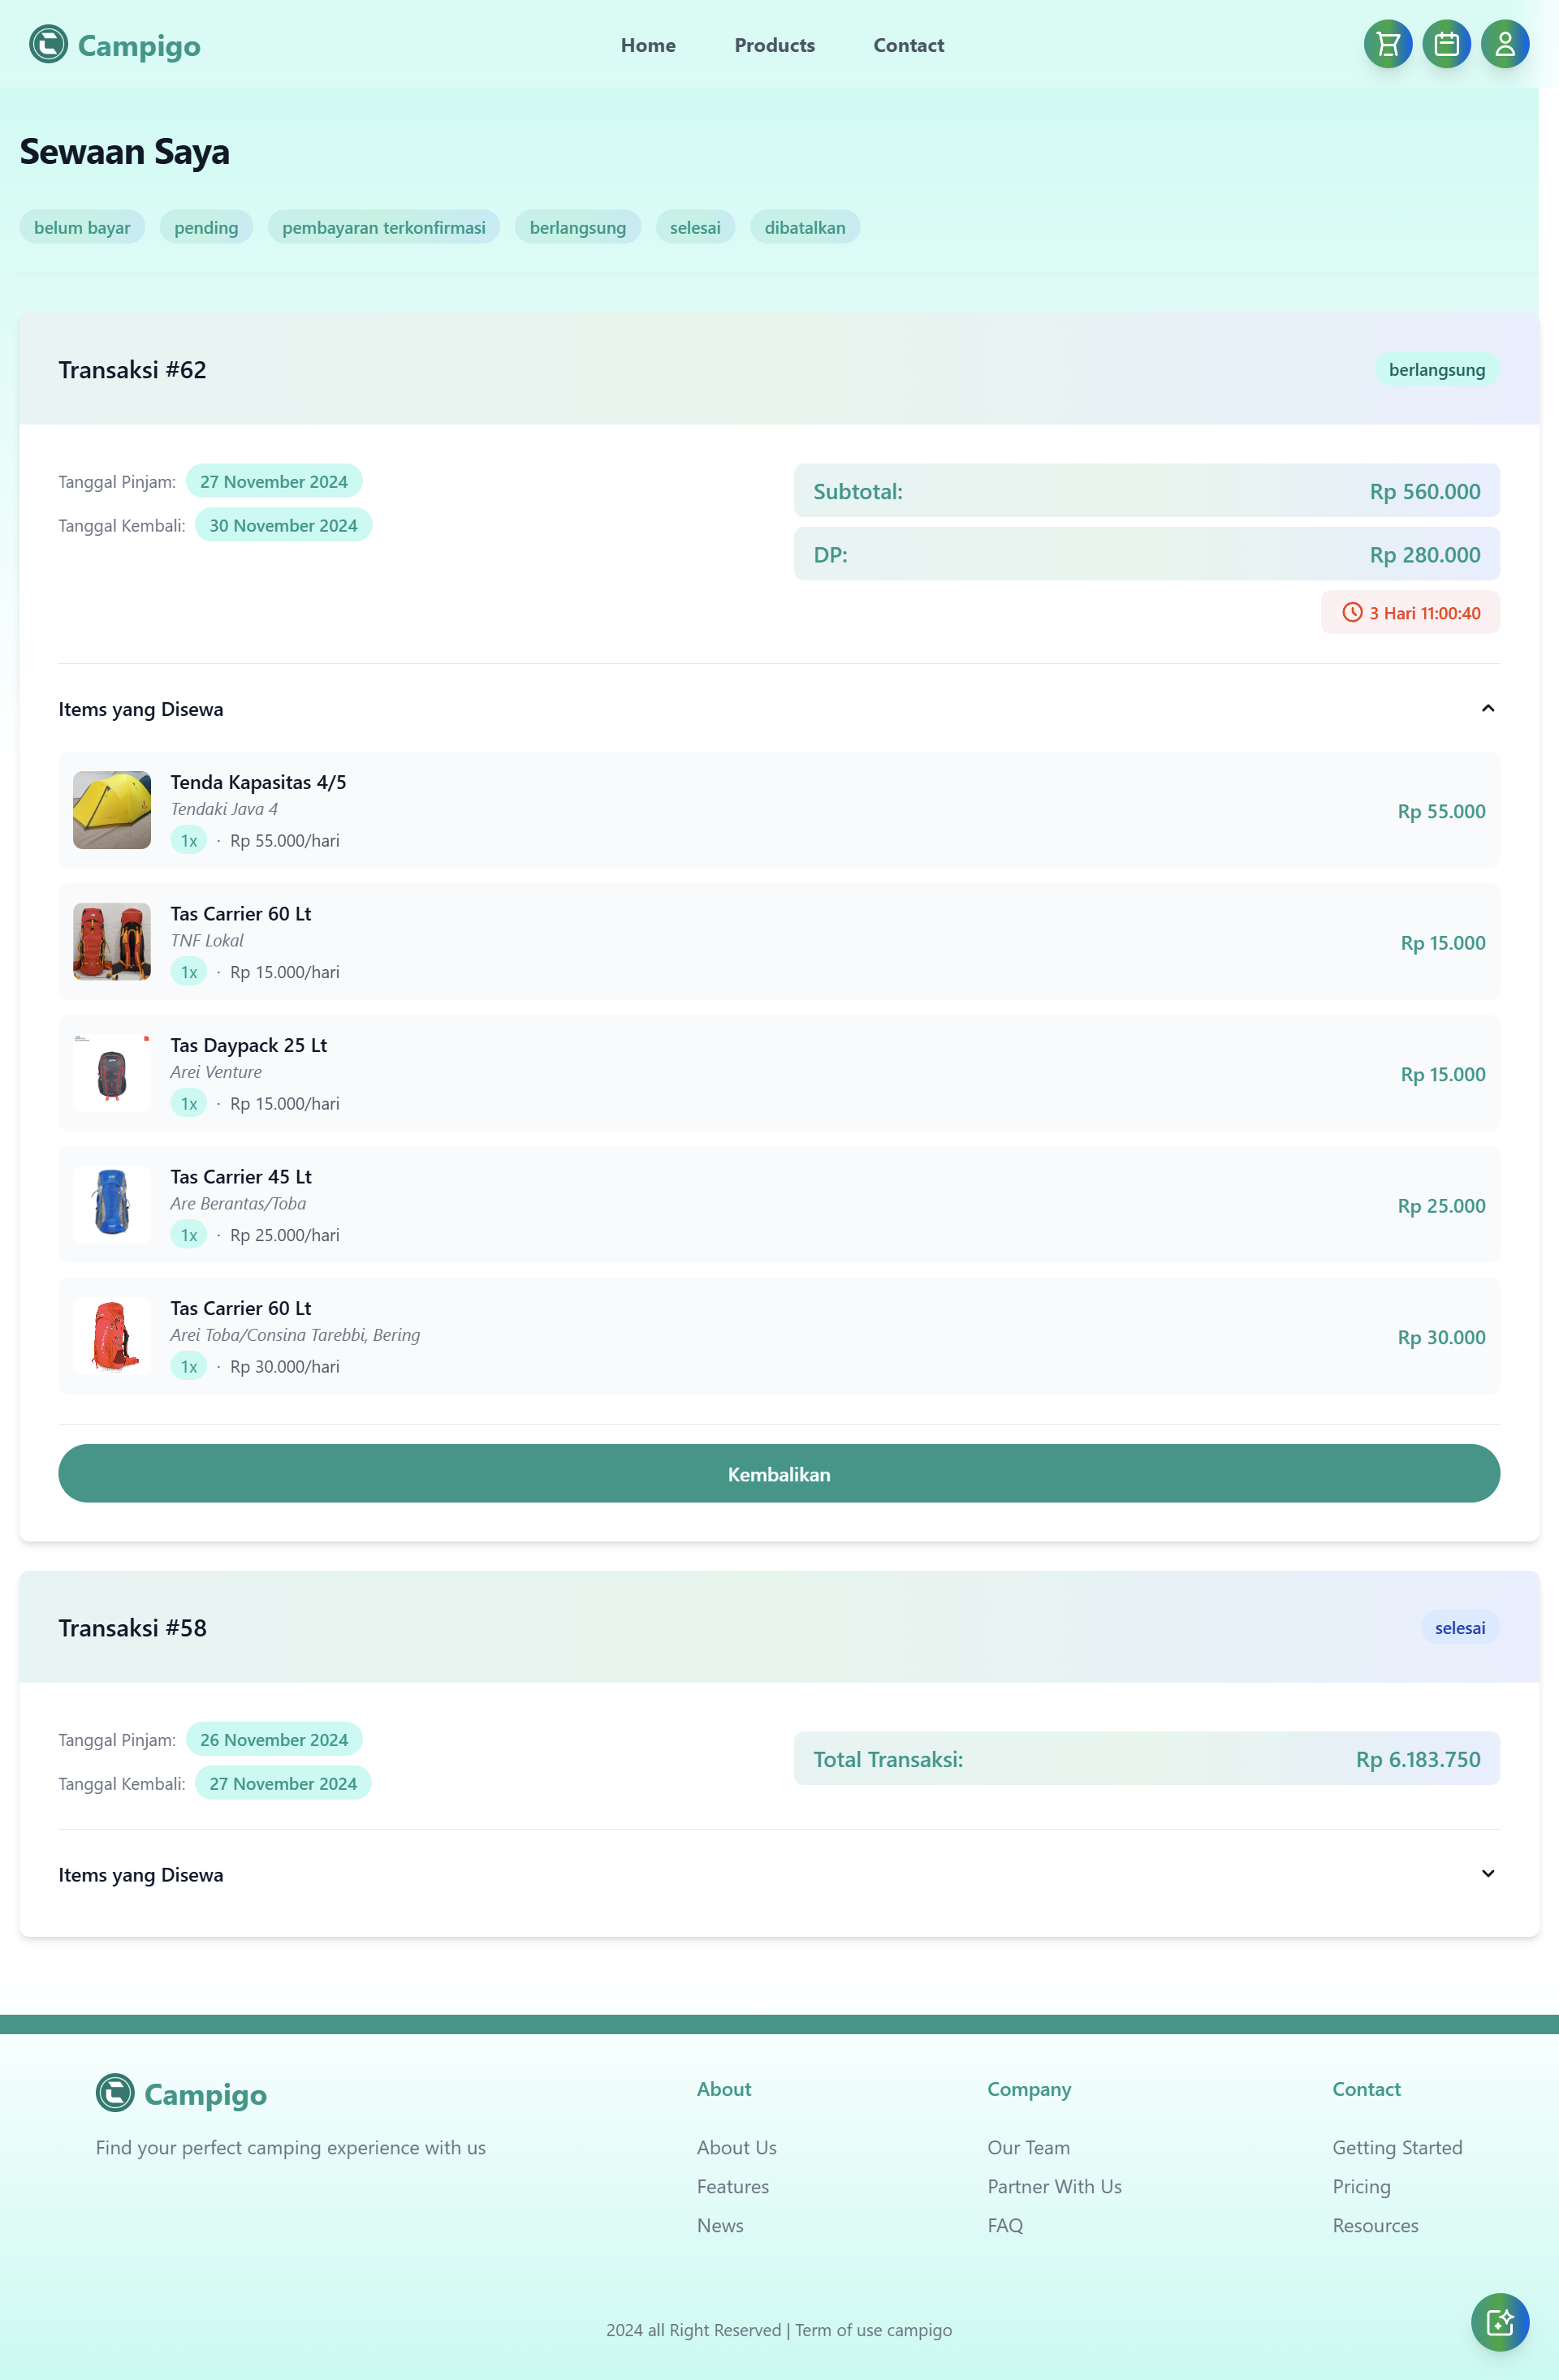 Campigo
Home
Products
Contact
Sewaan Saya
belum bayar
pending
pembayaran terkonfirmasi
berlangsung
selesai
dibatalkan
Transaksi #62
berlangsung
Tanggal Pinjam: 27 November 2024
Tanggal Kembali: 30 November 2024
Subtotal: Rp 560.000
DP: Rp 280.000
3 Hari 11:00:40
Items yang Disewa
Tenda Kapasitas 4/5
Tendaki Java 4
1x · Rp 55.000/hari
Rp 55.000
Tas Carrier 60 Lt
TNF Lokal
1x · Rp 15.000/hari
Rp 15.000
Tas Daypack 25 Lt
Arei Venture
1x · Rp 15.000/hari
Rp 15.000
Tas Carrier 45 Lt
Are Berantas/Toba
1x · Rp 25.000/hari
Rp 25.000
Tas Carrier 60 Lt
Arei Toba/Consina Tarebbi, Bering
1x · Rp 30.000/hari
Rp 30.000
Kembalikan
Transaksi #58
selesai
Tanggal Pinjam: 26 November 2024
Tanggal Kembali: 27 November 2024
Total Transaksi: Rp 6.183.750
Items yang Disewa
Campigo
Find your perfect camping experience with us
About
About Us
Features
News
Company
Our Team
Partner With Us
FAQ
Contact
Getting Started
Pricing
Resources
2024 all Right Reserved | Term of use campigo